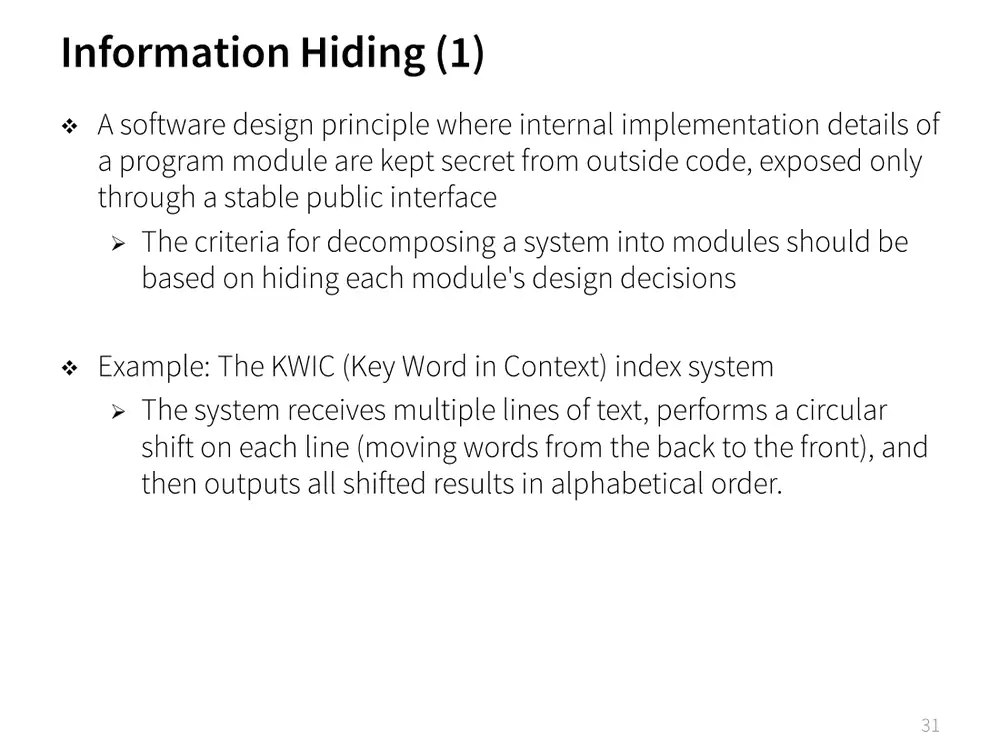 Information Hiding (1)
❖ A software design principle where internal implementation details of
a program module are kept secret from outside code, exposed only
through a stable public interface
➢ The criteria for decomposing a system into modules should be
based on hiding each module's design decisions
❖ Example: The KWIC (Key Word in Context) index system
➢ The system receives multiple lines of text, performs a circular
shift on each line (moving words from the back to the front), and
then outputs all shifted results in alphabetical order.
31